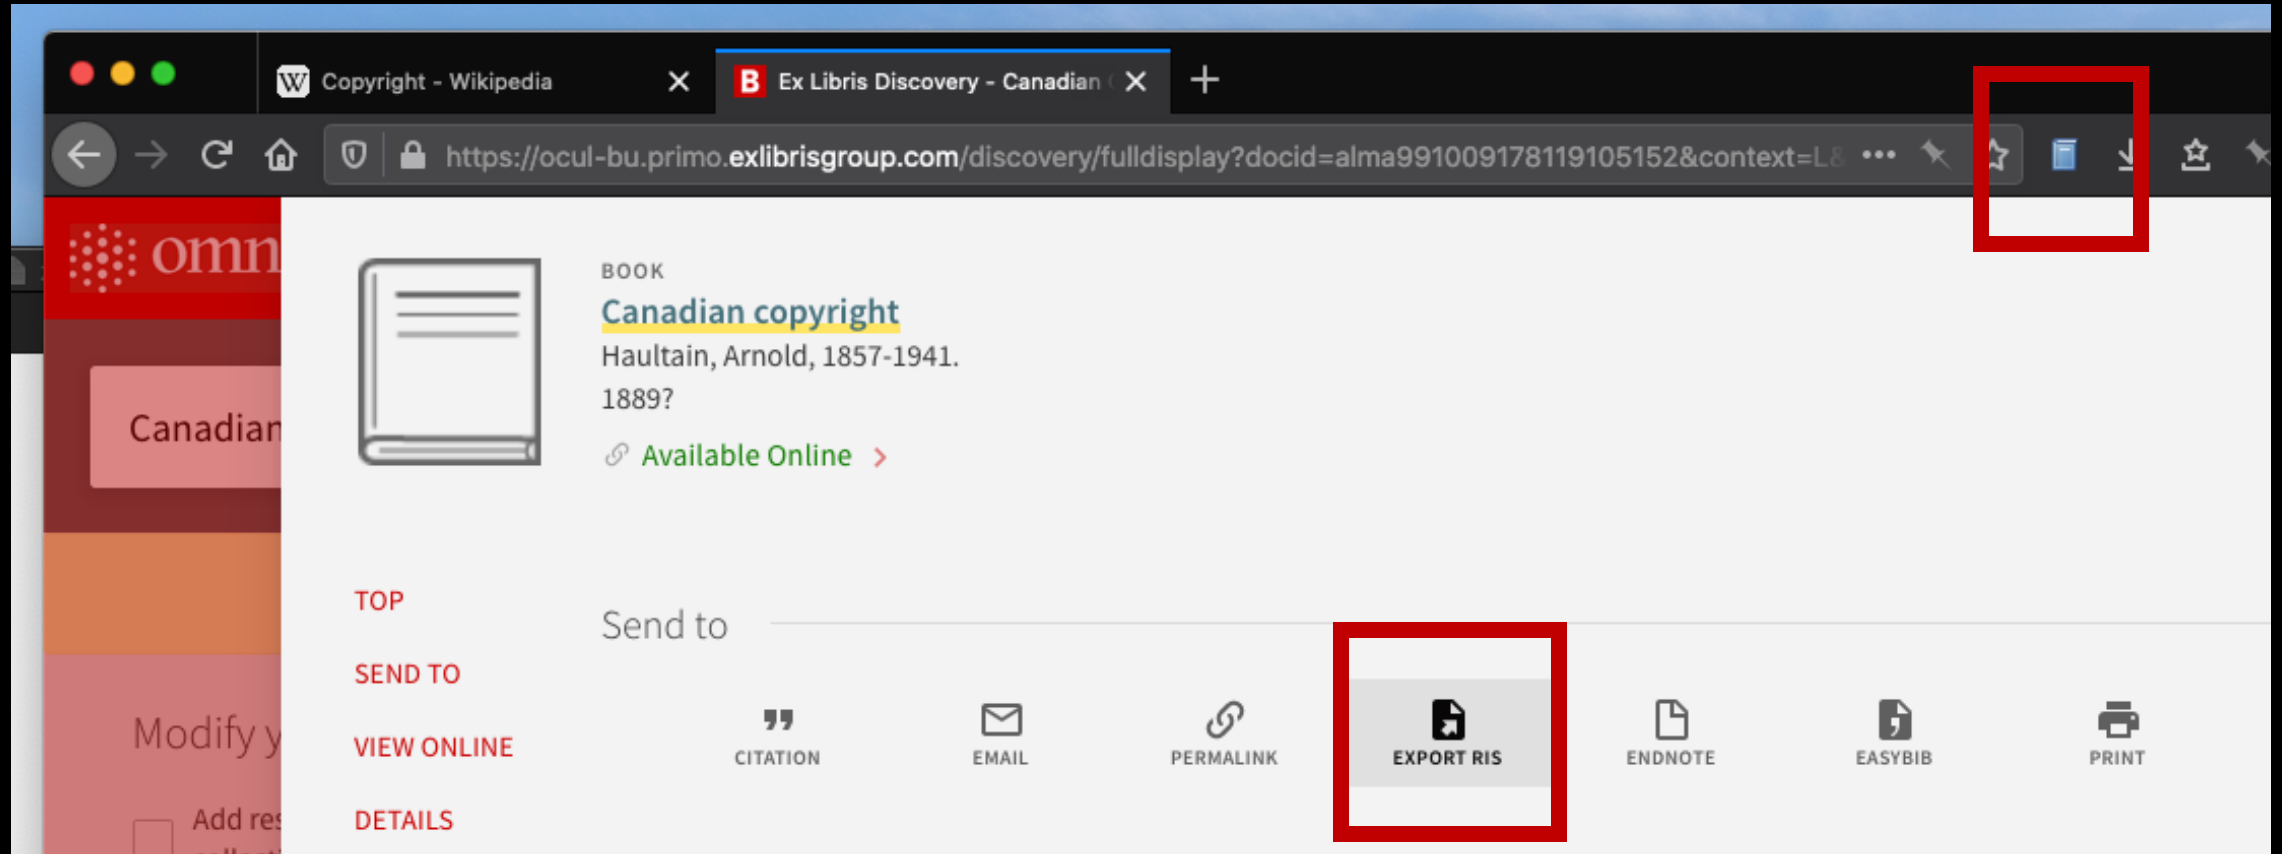 W Copyright - Wikipedia
B Ex Libris Discovery - Canadian
https://ocul-bu.primo.exlibrisgroup.com/discovery/fulldisplay?docid=alma991009178119105152&context=L&
omn
BOOK
Canadian copyright
Haultain, Arnold, 1857-1941.
1889?
Canadian
Available Online
TOP
Send to
SEND TO
Modify y
VIEW ONLINE
CITATION
EMAIL
PERMALINK
EXPORT RIS
ENDNOTE
EASYBIB
PRINT
Add res
DETAILS